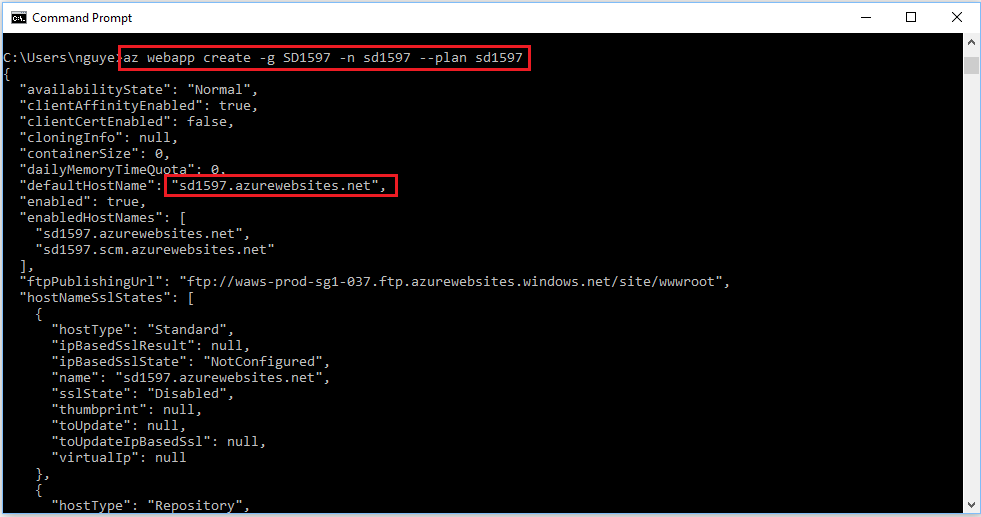 Command Prompt
C:\Users\nguye>az webapp create -g SD1597 -n sd1597 --plan sd1597
{
  "availabilityState": "Normal",
  "clientAffinityEnabled": true,
  "clientCertEnabled": false,
  "cloningInfo": null,
  "containerSize": 0,
  "dailyMemoryTimeQuota": 0,
  "defaultHostName": "sd1597.azurewebsites.net",
  "enabled": true,
  "enabledHostNames": [
    "sd1597.azurewebsites.net",
    "sd1597.scm.azurewebsites.net"
  ],
  "ftpPublishingUrl": "ftp://waws-prod-sg1-037.ftp.azurewebsites.windows.net/site/wwwroot",
  "hostNameSslStates": [
    {
      "hostType": "Standard",
      "ipBasedSslResult": null,
      "ipBasedSslState": "NotConfigured",
      "name": "sd1597.azurewebsites.net",
      "sslState": "Disabled",
      "thumbprint": null,
      "toUpdate": null,
      "toUpdateIpBasedSsl": null,
      "virtualIp": null
    },
    {
      "hostType": "Repository",